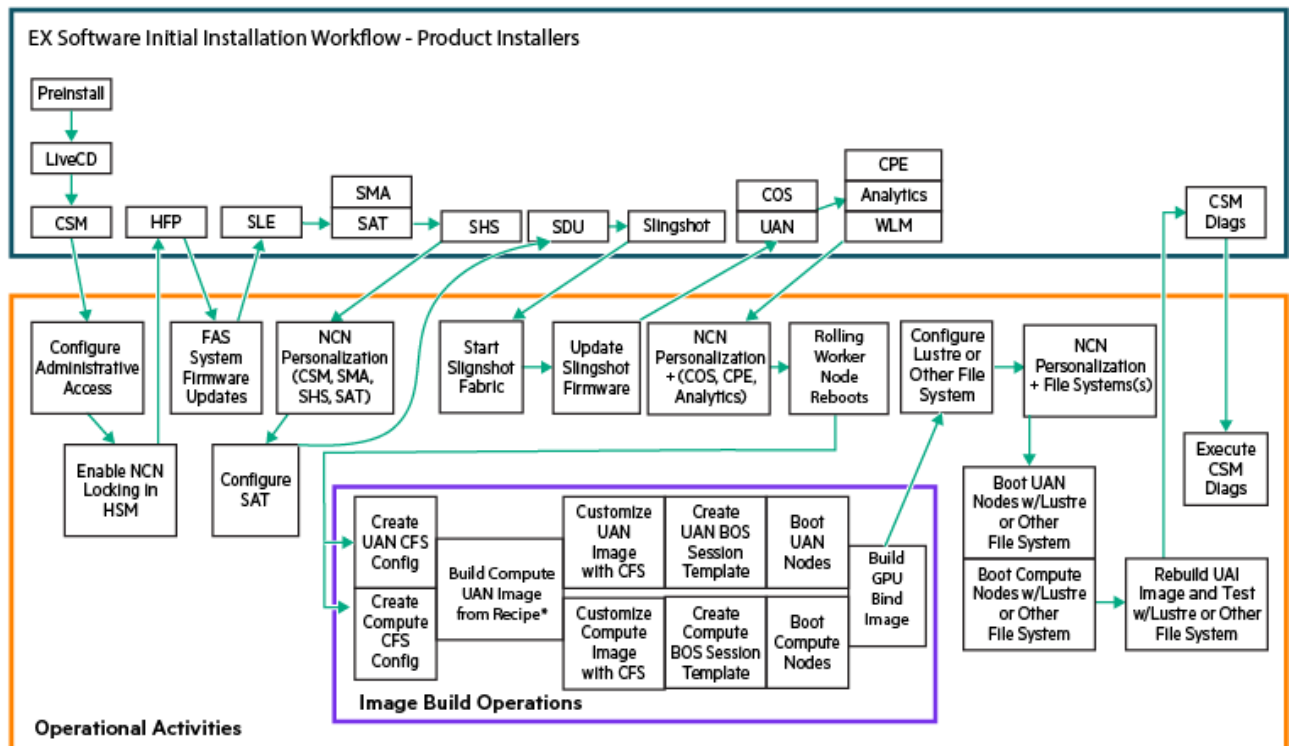 EX Software Initial Installation Workflow - Product Installers
Preinstall
LiveCD
CSM
HFP
SLE
SMA
SAT
SHS
SDU
Slingshot
COS
UAN
CPE
Analytics
WLM
CSM
Diags
Configure
Administrative
Access
Enable NCN
Locking in
HSM
FAS
System
Firmware
Updates
NCN
Personalization
(CSM, SMA,
SHS, SAT)
Configure
SAT
Start
Slignshot
Fabric
Update
Slingshot
Firmware
NCN
Personalization
+ (COS, CPE,
Analytics)
Rolling
Worker
Node
Reboots
Configure
Lustre or
Other File
System
NCN
Personalization
+ File Systems(s)
Create
UAN CFS
Config
Create
Compute
CFS
Config
Build Compute
UAN Image
from Recipe*
Customize
UAN
Image
with CFS
Customize
Compute
Image
with CFS
Create
UAN BOS
Session
Template
Create
Compute
BOS Session
Template
Boot
UAN
Nodes
Boot
Compute
Nodes
Build
GPU
Bind
Image
Image Build Operations
Boot UAN
Nodes w/Lustre
or Other
File System
Boot Compute
Nodes w/Lustre
or Other
File System
Rebuild UAI
Image and Test
w/Lustre or Other
File System
Execute
CSM
Diags
Operational Activities